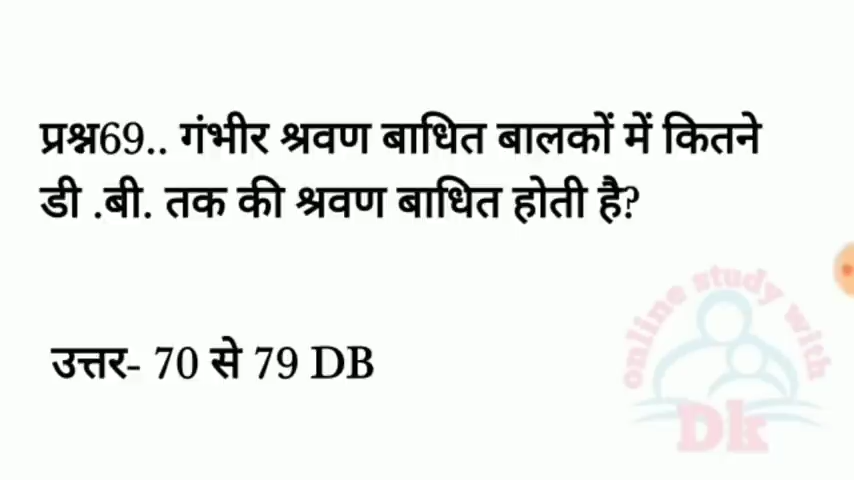 प्रश्न69.. गंभीर श्रवण बाधित बालकों में कितने
डी .बी. तक की श्रवण बाधित होती है?
उत्तर- 70 से 79 DB
online study with
Dk